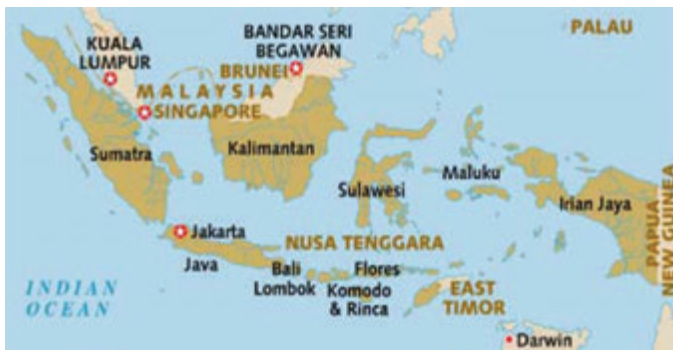 PALAU
KUALA
LUMPUR
BANDAR SERI
BEGAWAN
BRUNEI
MALAYSIA
SINGAPORE
Sumatra
Kalimantan
Sulawesi
Maluku
Irian Jaya
PAPUA
NEW GUINEA
Jakarta
NUSA TENGGARA
Java
Bali
Lombok
Flores
Komodo
& Rinca
EAST
TIMOR
INDIAN
OCEAN
Darwin